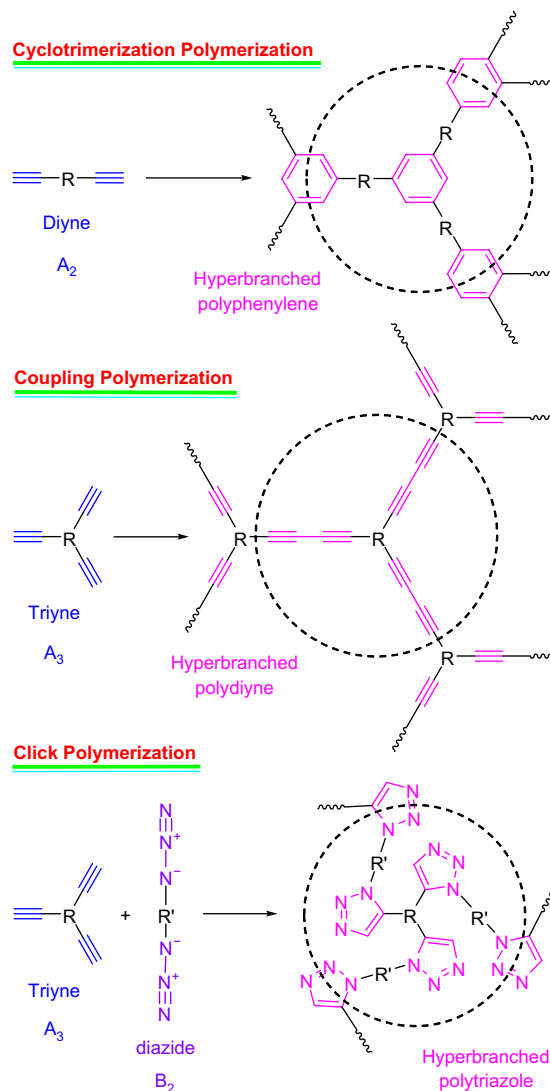 Cyclotrimerization Polymerization
R
R
R
R
Diyne
A2
Hyperbranched
polyphenylene
Coupling Polymerization
R
R
R
R
R
Triyne
A3
Hyperbranched
polydiyne
Click Polymerization
N
N+
N−
R + R'
N−
N+
N
Triyne
A3
diazide
B2
N
N
N
R'
N
N
N
N
N
N
R
R'
N
N
N
N
N
N
R'
N
N
N
Hyperbranched
polytriazole